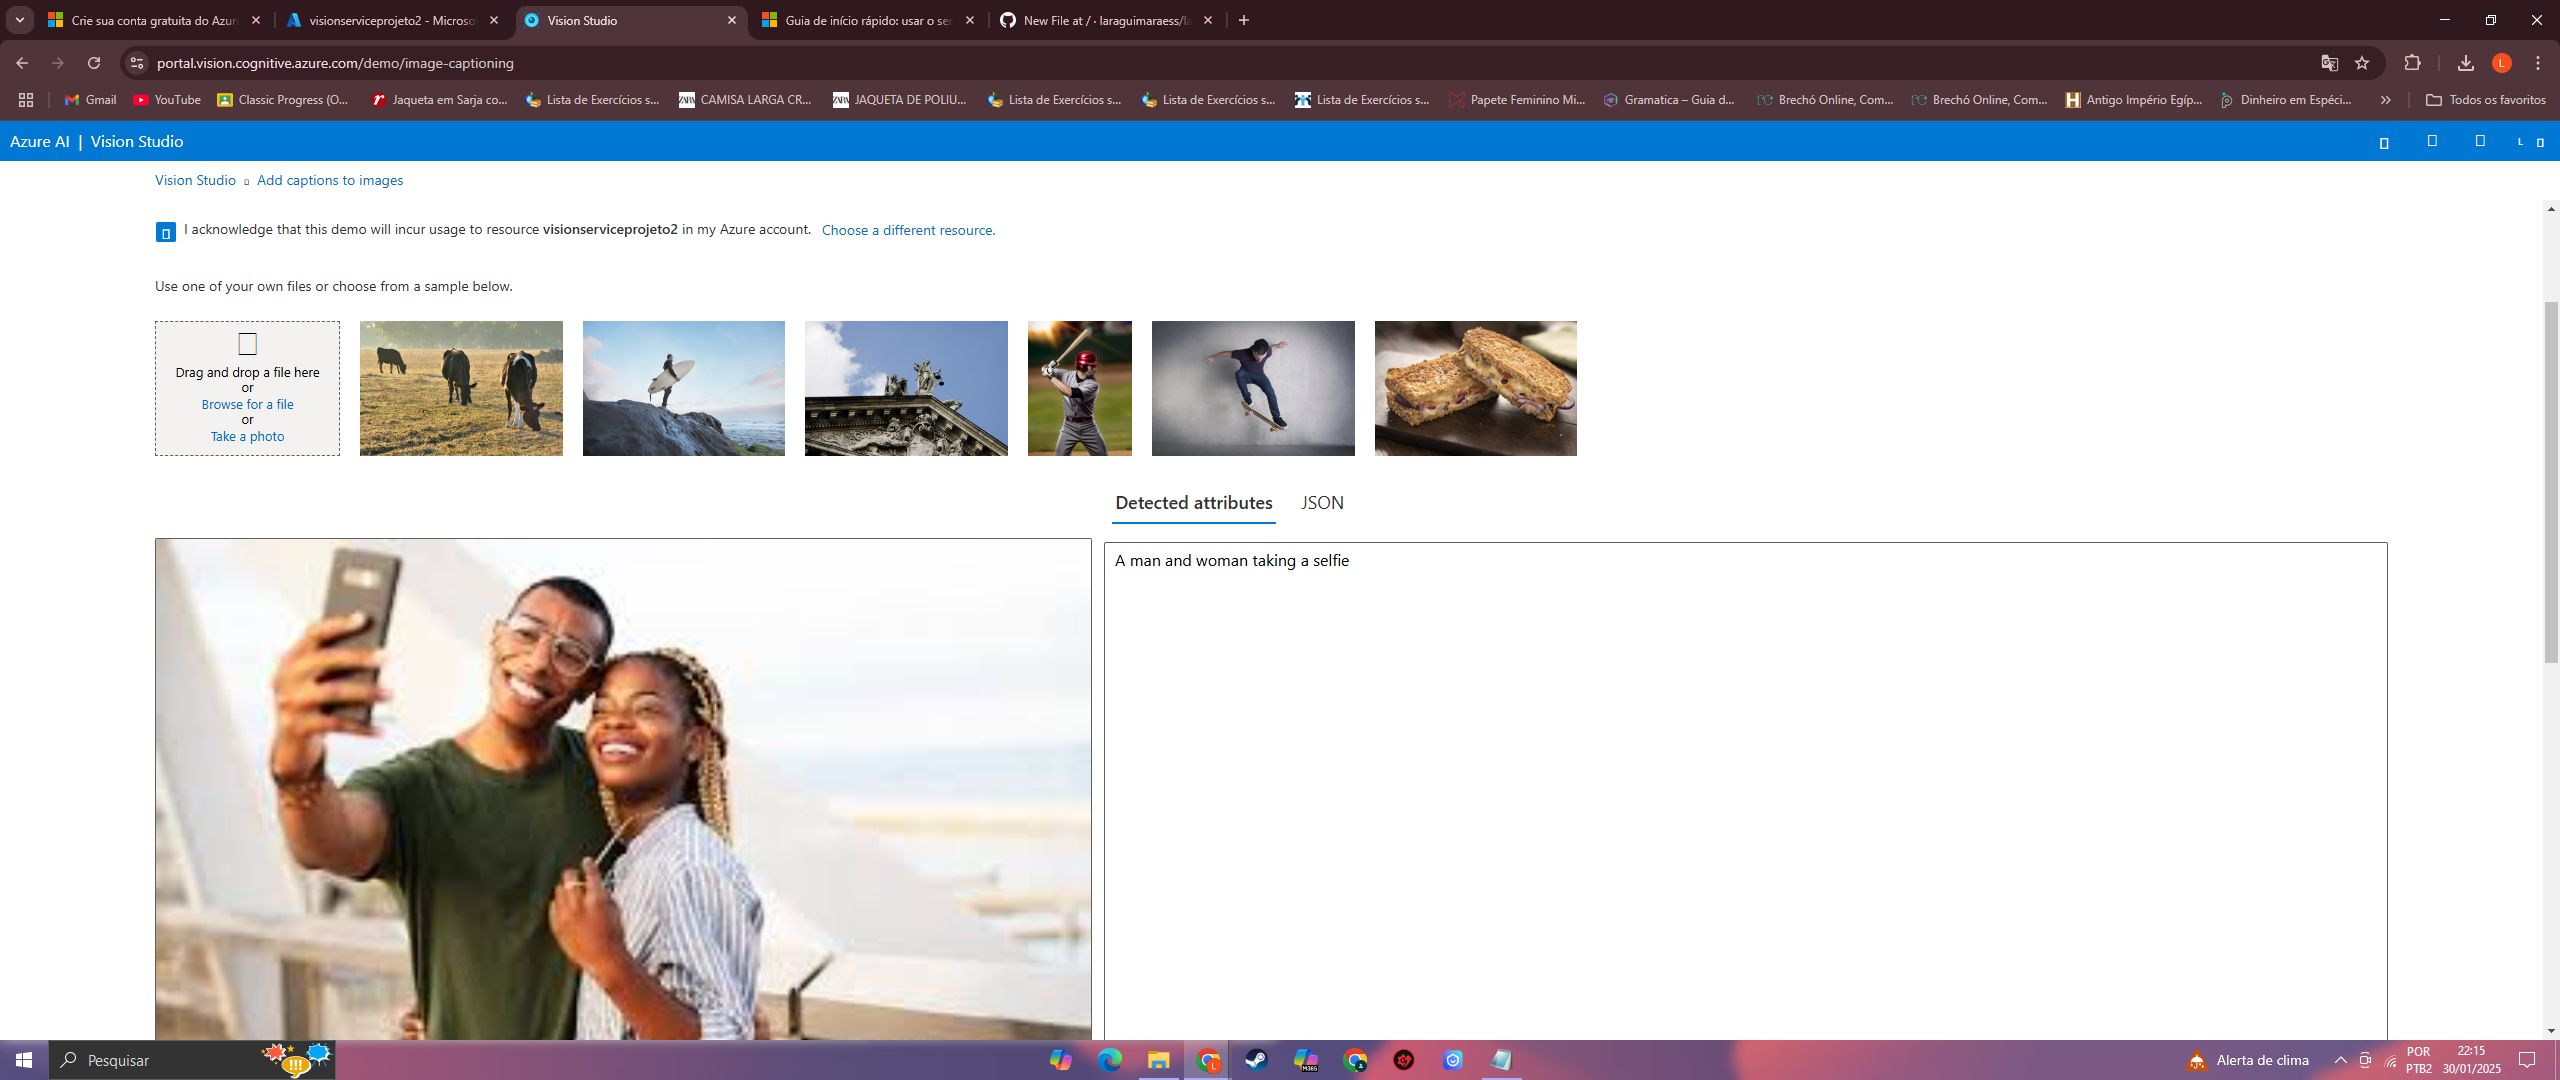 Crie sua conta gratuita do Azur
visionserviceprojeto2 - Microso
Vision Studio
Guia de início rápido: usar o ser
New File at / · laraguimaraess/la
portal.vision.cognitive.azure.com/demo/image-captioning
L
Gmail
YouTube
Classic Progress (O...
Jaqueta em Sarja co...
Lista de Exercícios s...
CAMISA LARGA CR...
JAQUETA DE POLIU...
Lista de Exercícios s...
Lista de Exercícios s...
Lista de Exercícios s...
Papete Feminino Mi...
Gramatica – Guia d...
Brechó Online, Com...
Brechó Online, Com...
Antigo Império Egíp...
Dinheiro em Espéci...
Todos os favoritos
Azure AI | Vision Studio
L
Vision Studio
Add captions to images
I acknowledge that this demo will incur usage to resource visionserviceprojeto2 in my Azure account. Choose a different resource.
Use one of your own files or choose from a sample below.
Drag and drop a file here
or
Browse for a file
or
Take a photo
Detected attributes
JSON
A man and woman taking a selfie
Pesquisar
Alerta de clima
POR
PTB2
22:15
30/01/2025